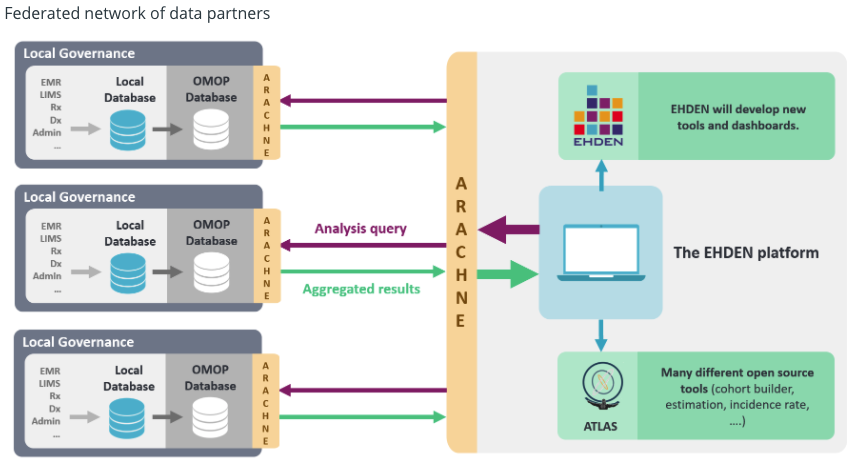 Federated network of data partners
Local Governance
EMR
LIMS
Rx
Dx
Admin
...
Local
Database
OMOP
Database
ARACHNE
Local Governance
EMR
LIMS
Rx
Dx
Admin
...
Local
Database
OMOP
Database
ARACHNE
Local Governance
EMR
LIMS
Rx
Dx
Admin
...
Local
Database
OMOP
Database
ARACHNE
Analysis query
Aggregated results
ARACHNE
EHDEN
EHDEN will develop new
tools and dashboards.
The EHDEN platform
ATLAS
Many different open source
tools (cohort builder,
estimation, incidence rate,
....)